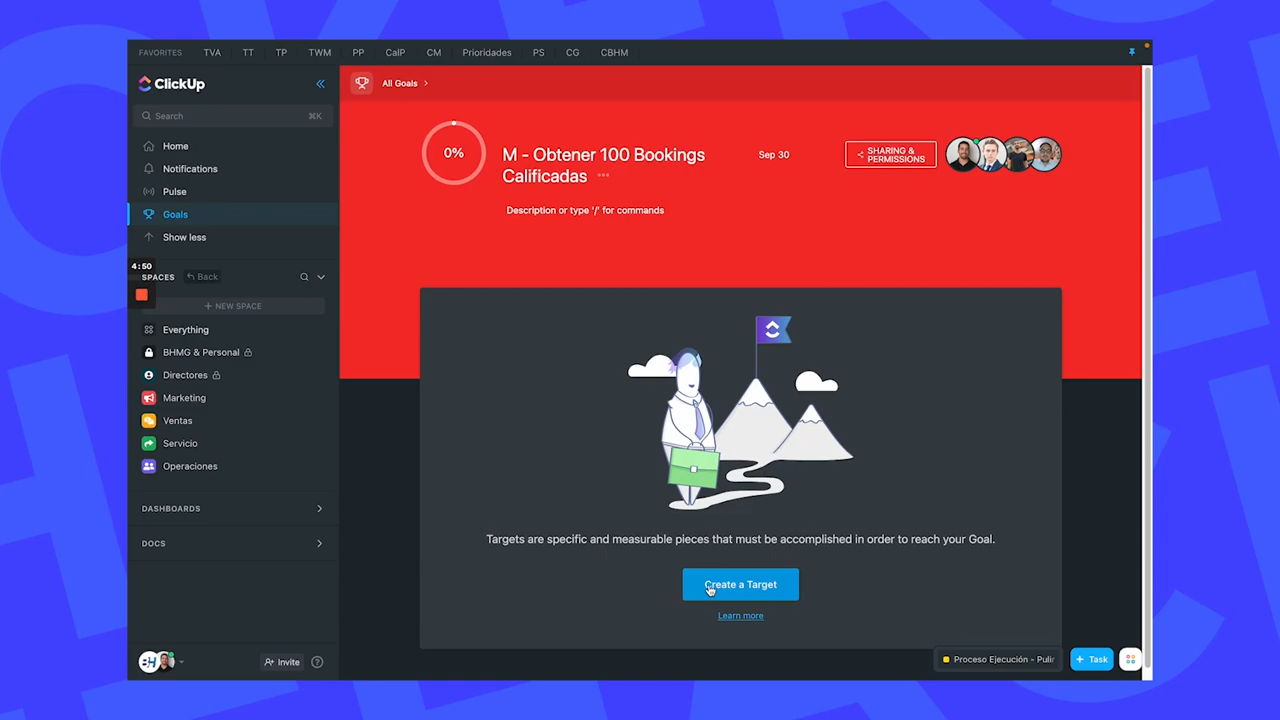 FAVORITES TVA TT TP TWM PP CalP CM Prioridades PS CG CBHM
ClickUp
Search ⌘K
Home
Notifications
Pulse
Goals
Show less
4:50
SPACES Back
+ NEW SPACE
Everything
BHMG & Personal
Directores
Marketing
Ventas
Servicio
Operaciones
DASHBOARDS
DOCS
Invite
All Goals
0%
M - Obtener 100 Bookings
Calificadas
Sep 30
SHARING &
PERMISSIONS
Description or type '/' for commands
Targets are specific and measurable pieces that must be accomplished in order to reach your Goal.
Create a Target
Learn more
Proceso Ejecución - Pulir
+ Task